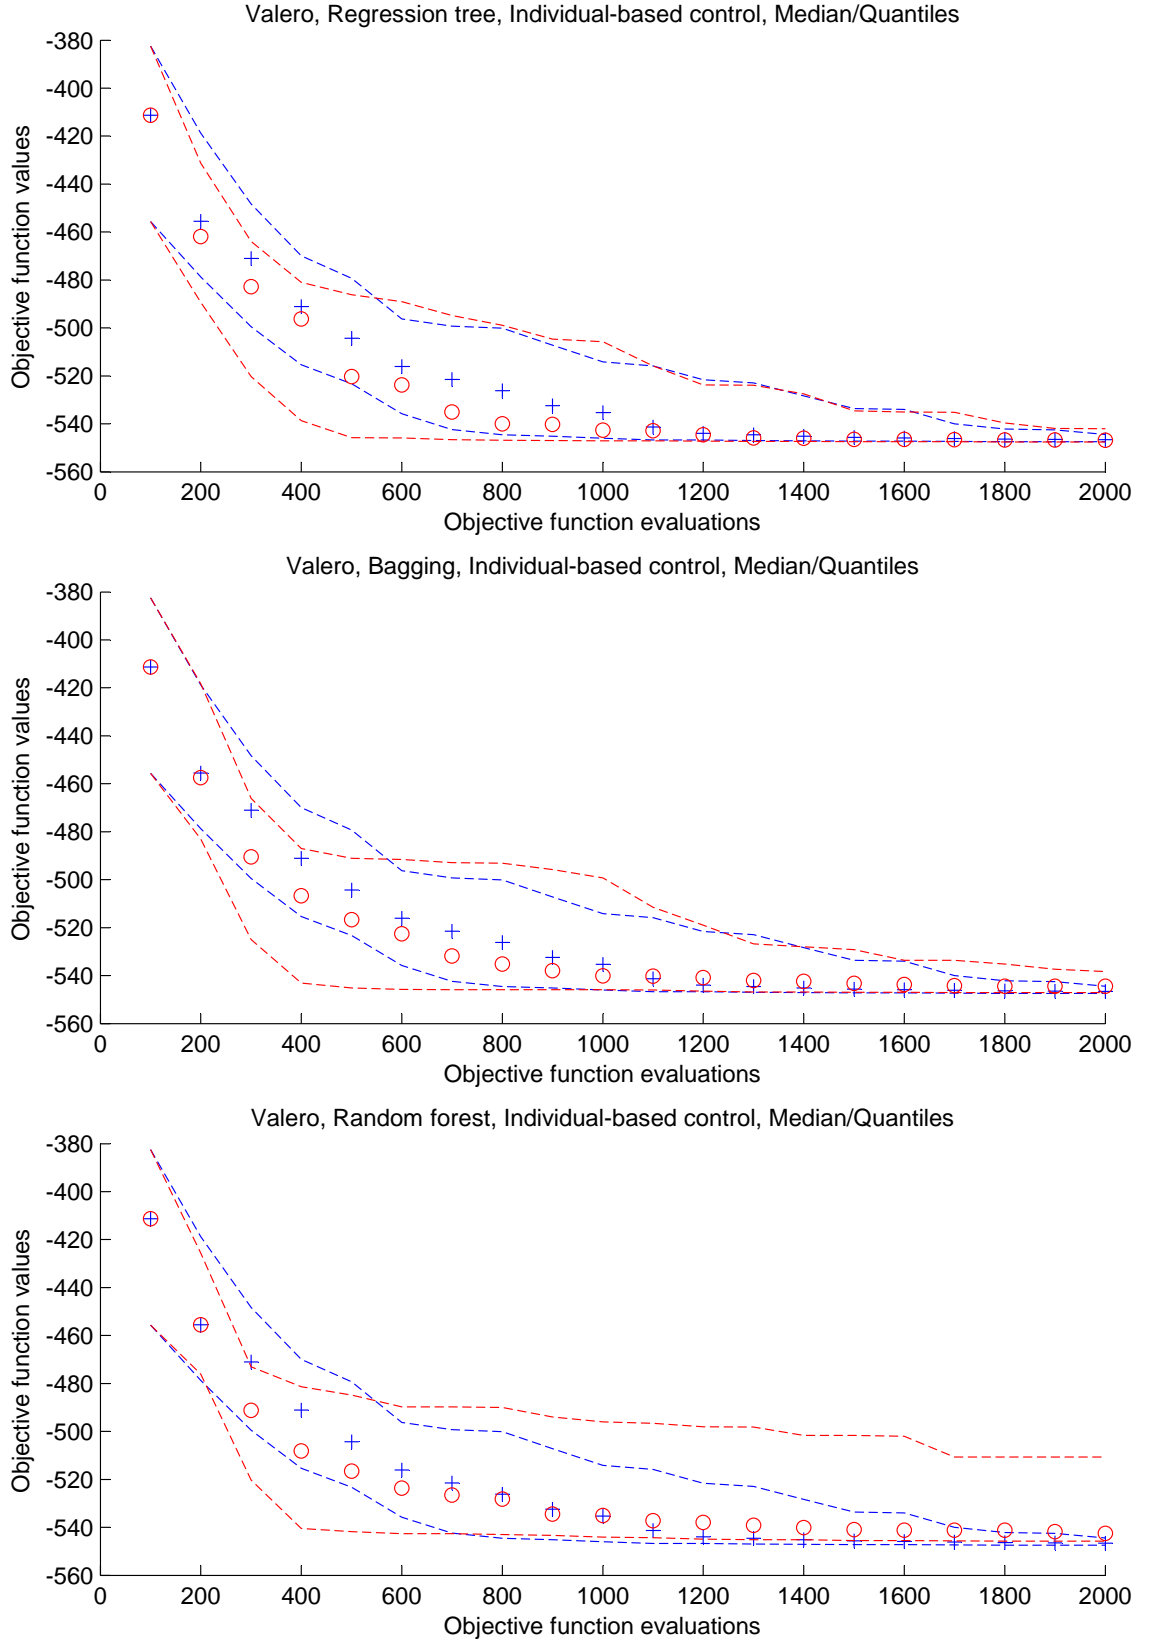 Valero, Regression tree, Individual-based control, Median/Quantiles
-380
-400
-420
-440
-460
-480
-500
-520
-540
-560
Objective function values
0 200 400 600 800 1000 1200 1400 1600 1800 2000
Objective function evaluations
Valero, Bagging, Individual-based control, Median/Quantiles
-380
-400
-420
-440
-460
-480
-500
-520
-540
-560
Objective function values
0 200 400 600 800 1000 1200 1400 1600 1800 2000
Objective function evaluations
Valero, Random forest, Individual-based control, Median/Quantiles
-380
-400
-420
-440
-460
-480
-500
-520
-540
-560
Objective function values
0 200 400 600 800 1000 1200 1400 1600 1800 2000
Objective function evaluations